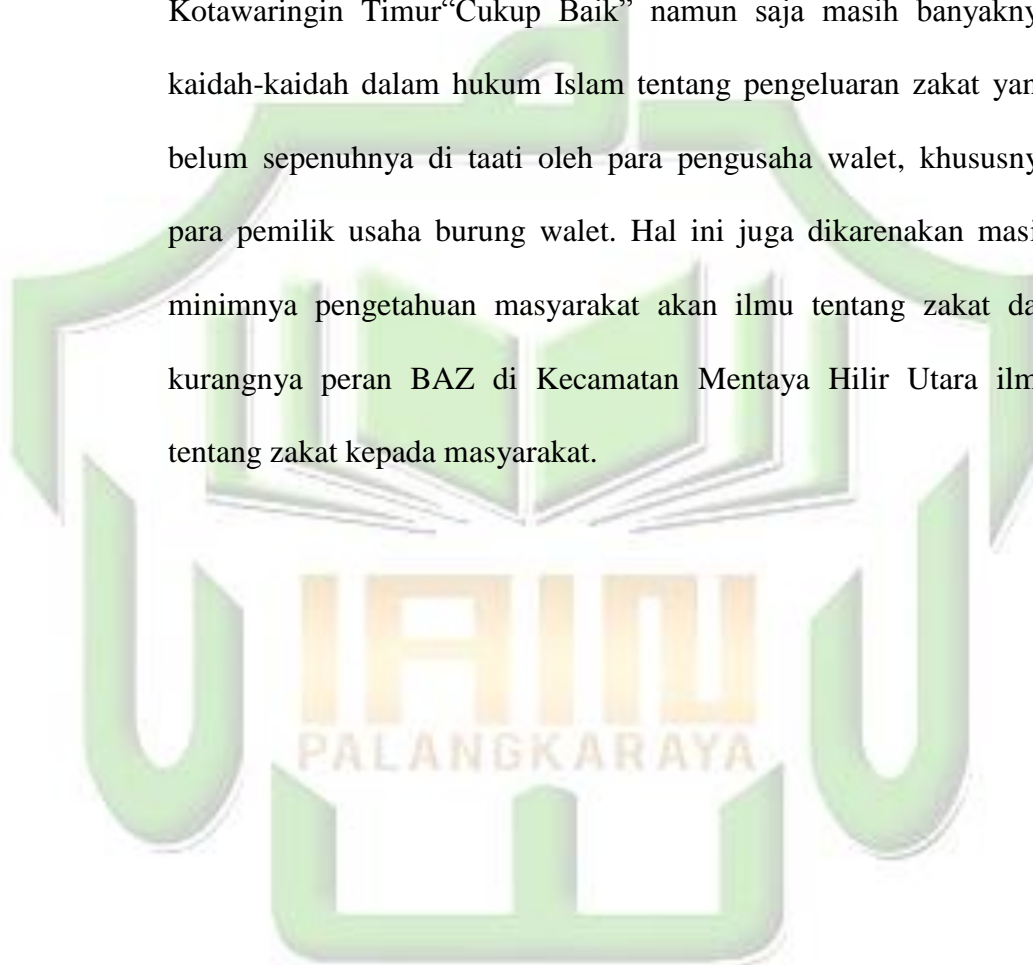 Kotawaringin Timur“Cukup Baik” namun saja masih banyakny
kaidah-kaidah dalam hukum Islam tentang pengeluaran zakat yan
belum sepenuhnya di taati oleh para pengusaha walet, khususny
para pemilik usaha burung walet. Hal ini juga dikarenakan masi
minimnya pengetahuan masyarakat akan ilmu tentang zakat da
kurangnya peran BAZ di Kecamatan Mentaya Hilir Utara ilm
tentang zakat kepada masyarakat.
IAIN
PALANGKARAYA